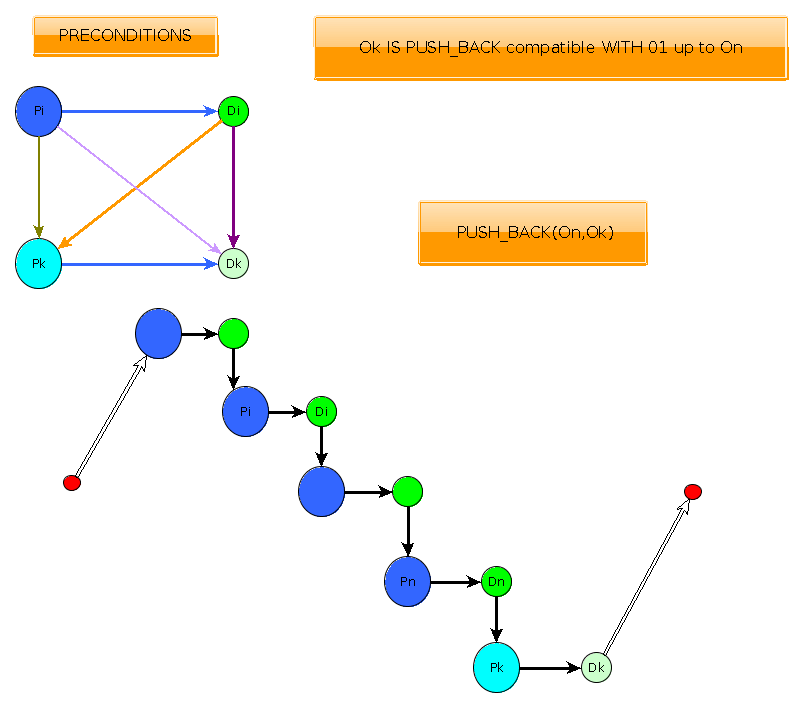 PRECONDITIONS
Ok IS PUSH_BACK compatible WITH 01 up to On
Pi
Di
PUSH_BACK(On,Ok)
Pk
Dk
Pi
Di
Pn
Dn
Pk
Dk